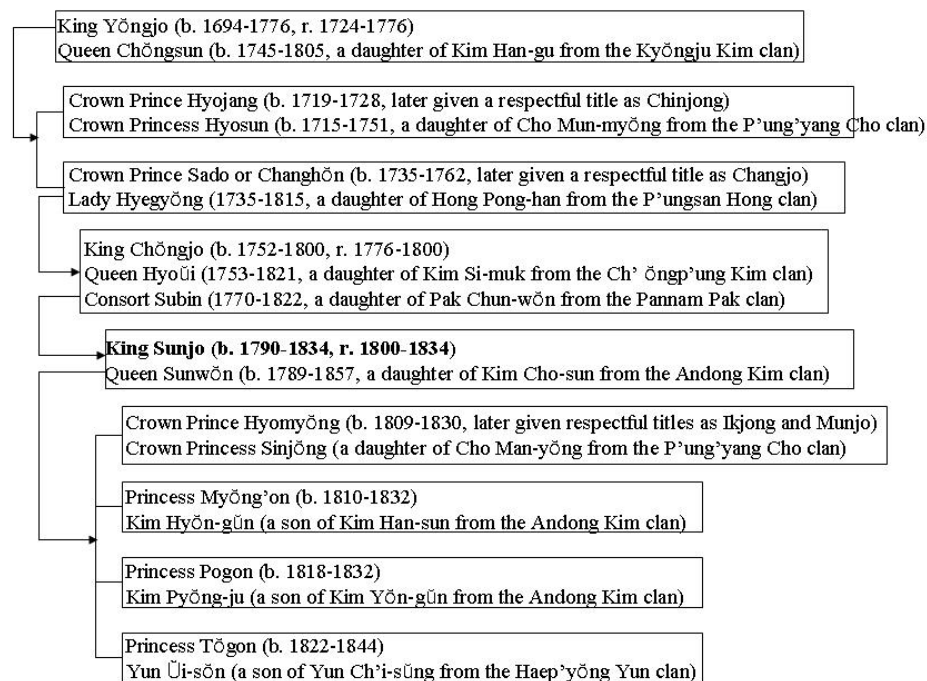 King Yŏngjo (b. 1694-1776, r. 1724-1776)
Queen Chŏngsun (b. 1745-1805, a daughter of Kim Han-gu from the Kyŏngju Kim clan)
Crown Prince Hyojang (b. 1719-1728, later given a respectful title as Chinjong)
Crown Princess Hyosun (b. 1715-1751, a daughter of Cho Mun-myŏng from the P'ung'yang Cho clan)
Crown Prince Sado or Changhŏn (b. 1735-1762, later given a respectful title as Changjo)
Lady Hyegyŏng (1735-1815, a daughter of Hong Pong-han from the P'ungsan Hong clan)
King Chŏngjo (b. 1752-1800, r. 1776-1800)
Queen Hyoŭi (1753-1821, a daughter of Kim Si-muk from the Ch' ŏngp'ung Kim clan)
Consort Subin (1770-1822, a daughter of Pak Chun-wŏn from the Pannam Pak clan)
King Sunjo (b. 1790-1834, r. 1800-1834)
Queen Sunwŏn (b. 1789-1857, a daughter of Kim Cho-sun from the Andong Kim clan)
Crown Prince Hyomyŏng (b. 1809-1830, later given respectful titles as Ikjong and Munjo)
Crown Princess Sinjŏng (a daughter of Cho Man-yŏng from the P'ung'yang Cho clan)
Princess Myŏng'on (b. 1810-1832)
Kim Hyŏn-gŭn (a son of Kim Han-sun from the Andong Kim clan)
Princess Pogon (b. 1818-1832)
Kim Pyŏng-ju (a son of Kim Yŏn-gŭn from the Andong Kim clan)
Princess Tŏgon (b. 1822-1844)
Yun Ŭi-sŏn (a son of Yun Ch'i-sŭng from the Haep'yŏng Yun clan)